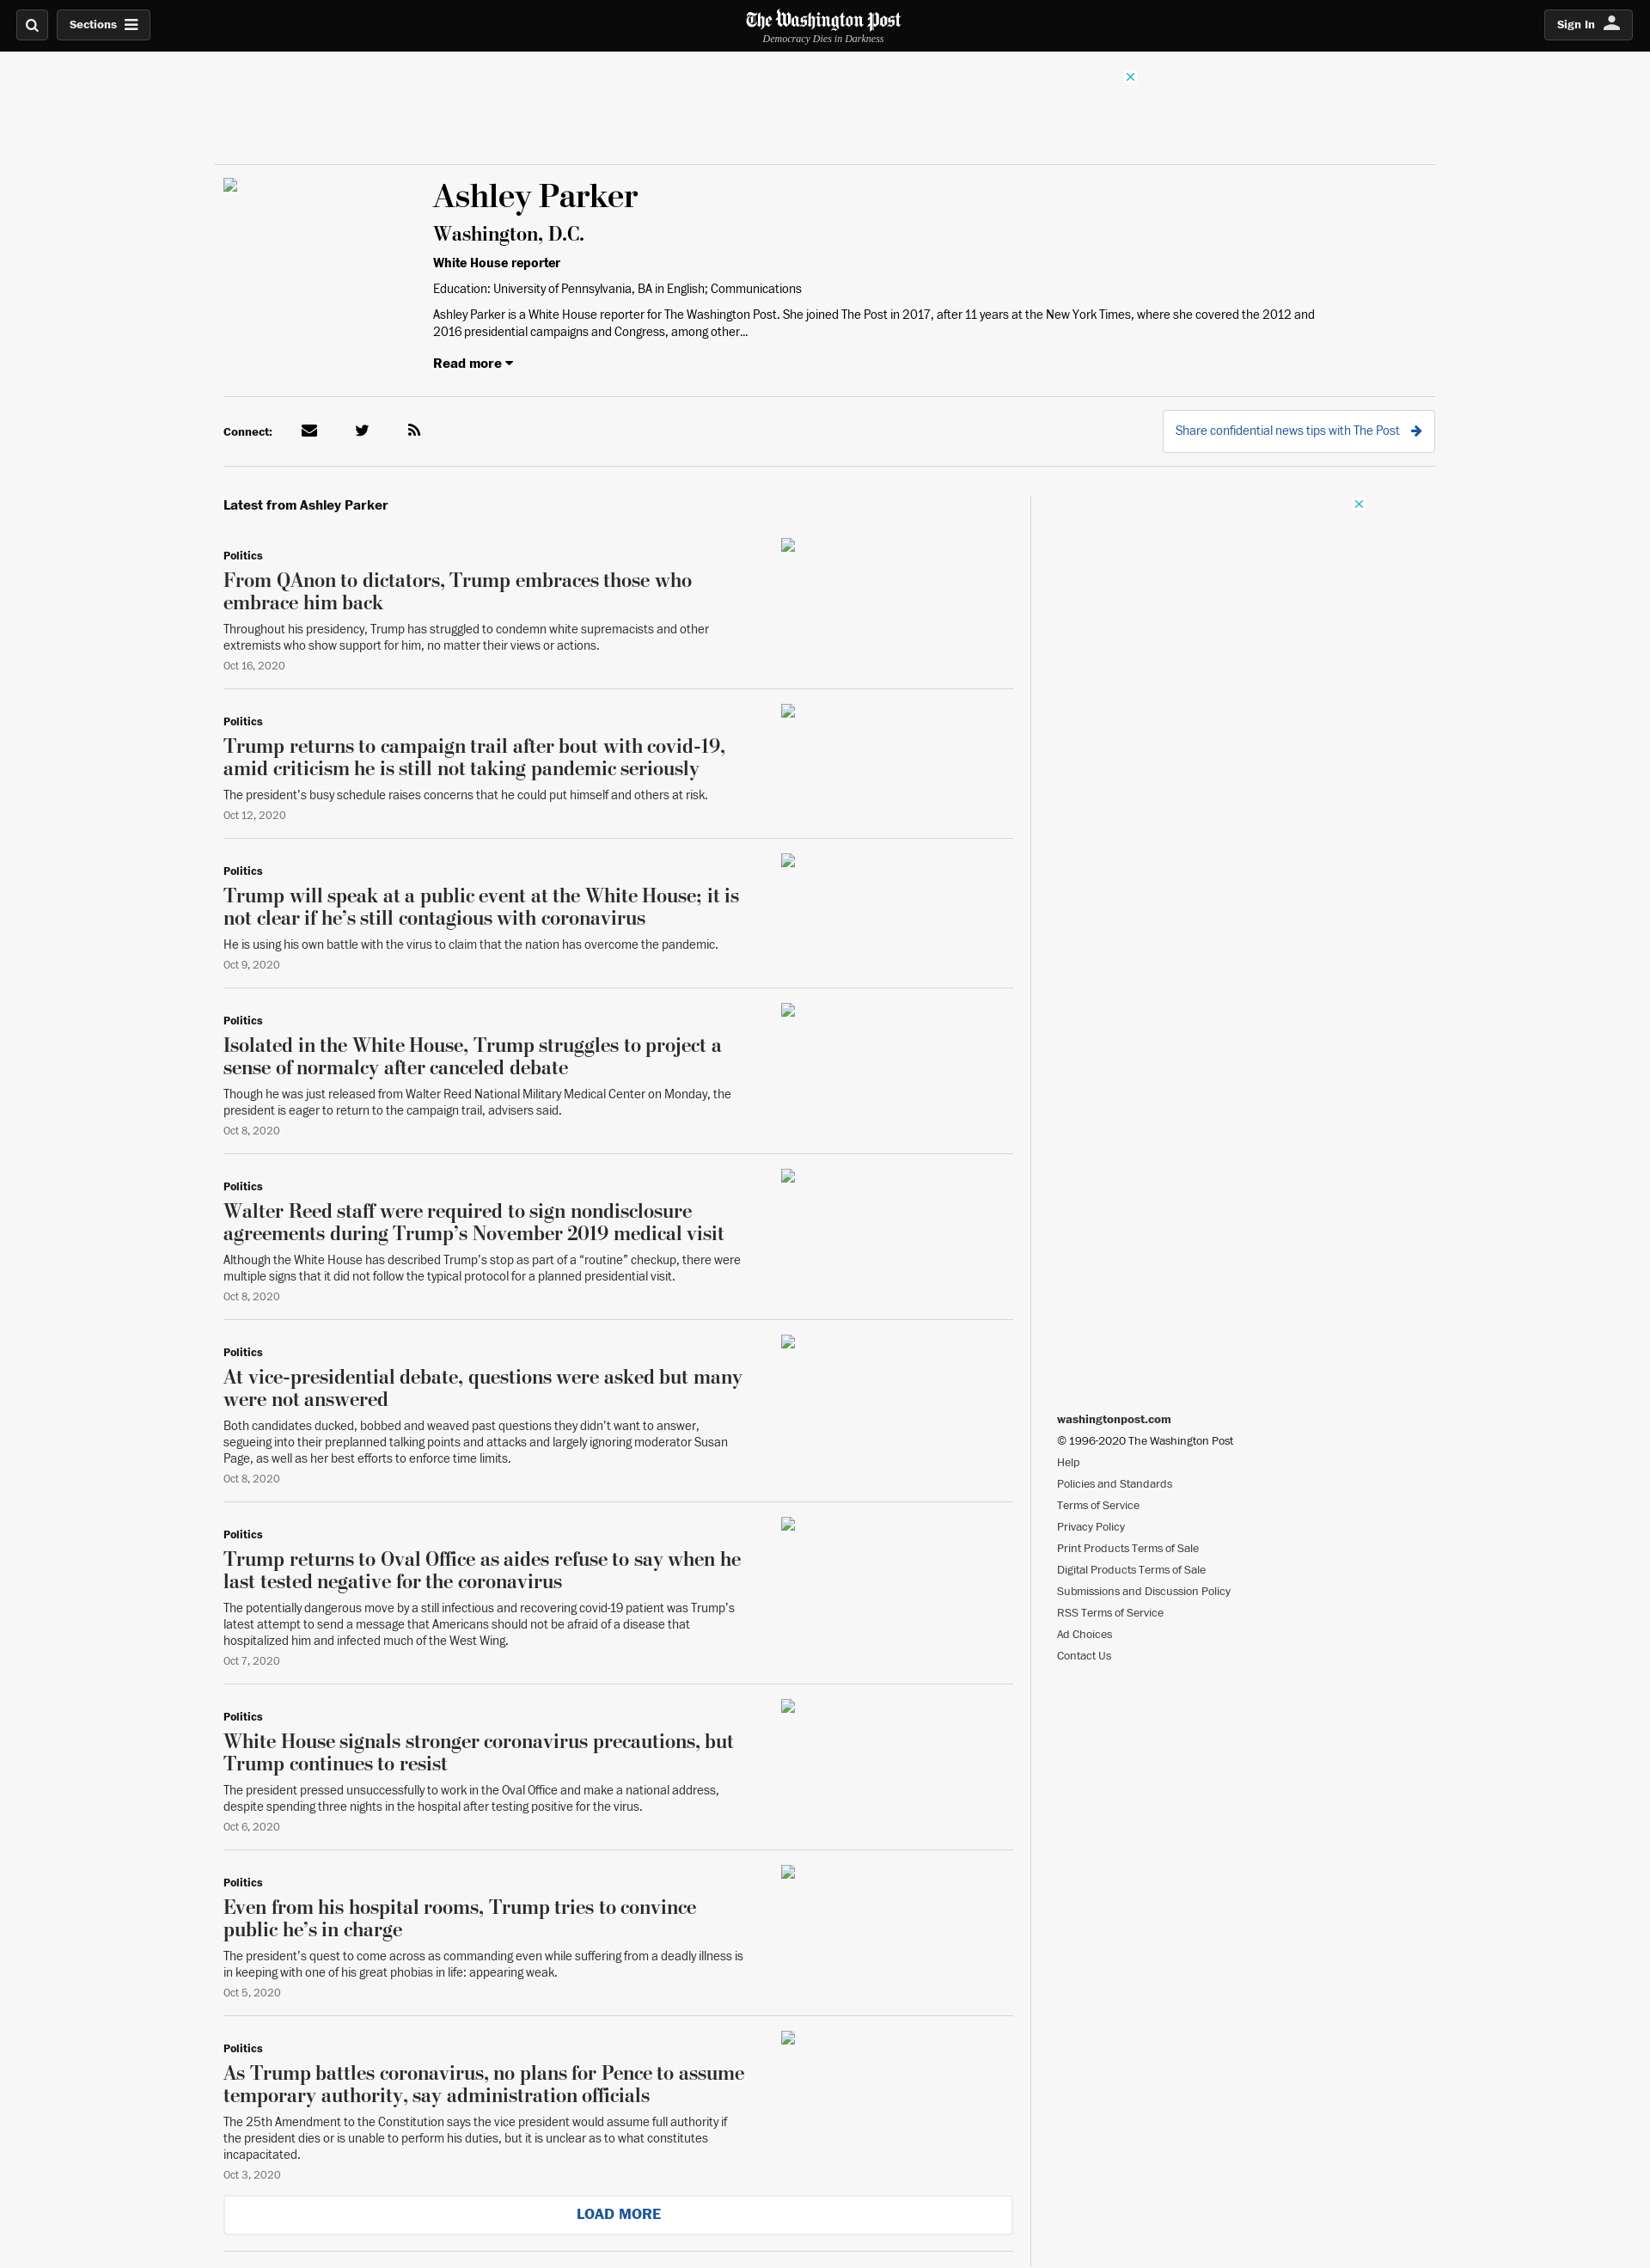 Sections
The Washington Post
Democracy Dies in Darkness
Sign In
Ashley Parker
Washington, D.C.
White House reporter
Education: University of Pennsylvania, BA in English; Communications
Ashley Parker is a White House reporter for The Washington Post. She joined The Post in 2017, after 11 years at the New York Times, where she covered the 2012 and
2016 presidential campaigns and Congress, among other...
Read more
Connect:
Share confidential news tips with The Post
Latest from Ashley Parker
Politics
From QAnon to dictators, Trump embraces those who
embrace him back
Throughout his presidency, Trump has struggled to condemn white supremacists and other
extremists who show support for him, no matter their views or actions.
Oct 16, 2020
Politics
Trump returns to campaign trail after bout with covid-19,
amid criticism he is still not taking pandemic seriously
The president’s busy schedule raises concerns that he could put himself and others at risk.
Oct 12, 2020
Politics
Trump will speak at a public event at the White House; it is
not clear if he’s still contagious with coronavirus
He is using his own battle with the virus to claim that the nation has overcome the pandemic.
Oct 9, 2020
Politics
Isolated in the White House, Trump struggles to project a
sense of normalcy after canceled debate
Though he was just released from Walter Reed National Military Medical Center on Monday, the
president is eager to return to the campaign trail, advisers said.
Oct 8, 2020
Politics
Walter Reed staff were required to sign nondisclosure
agreements during Trump’s November 2019 medical visit
Although the White House has described Trump’s stop as part of a “routine” checkup, there were
multiple signs that it did not follow the typical protocol for a planned presidential visit.
Oct 8, 2020
Politics
At vice-presidential debate, questions were asked but many
were not answered
Both candidates ducked, bobbed and weaved past questions they didn’t want to answer,
segueing into their preplanned talking points and attacks and largely ignoring moderator Susan
Page, as well as her best efforts to enforce time limits.
Oct 8, 2020
Politics
Trump returns to Oval Office as aides refuse to say when he
last tested negative for the coronavirus
The potentially dangerous move by a still infectious and recovering covid-19 patient was Trump’s
latest attempt to send a message that Americans should not be afraid of a disease that
hospitalized him and infected much of the West Wing.
Oct 7, 2020
Politics
White House signals stronger coronavirus precautions, but
Trump continues to resist
The president pressed unsuccessfully to work in the Oval Office and make a national address,
despite spending three nights in the hospital after testing positive for the virus.
Oct 6, 2020
Politics
Even from his hospital rooms, Trump tries to convince
public he’s in charge
The president’s quest to come across as commanding even while suffering from a deadly illness is
in keeping with one of his great phobias in life: appearing weak.
Oct 5, 2020
Politics
As Trump battles coronavirus, no plans for Pence to assume
temporary authority, say administration officials
The 25th Amendment to the Constitution says the vice president would assume full authority if
the president dies or is unable to perform his duties, but it is unclear as to what constitutes
incapacitated.
Oct 3, 2020
LOAD MORE
washingtonpost.com
© 1996-2020 The Washington Post
Help
Policies and Standards
Terms of Service
Privacy Policy
Print Products Terms of Sale
Digital Products Terms of Sale
Submissions and Discussion Policy
RSS Terms of Service
Ad Choices
Contact Us